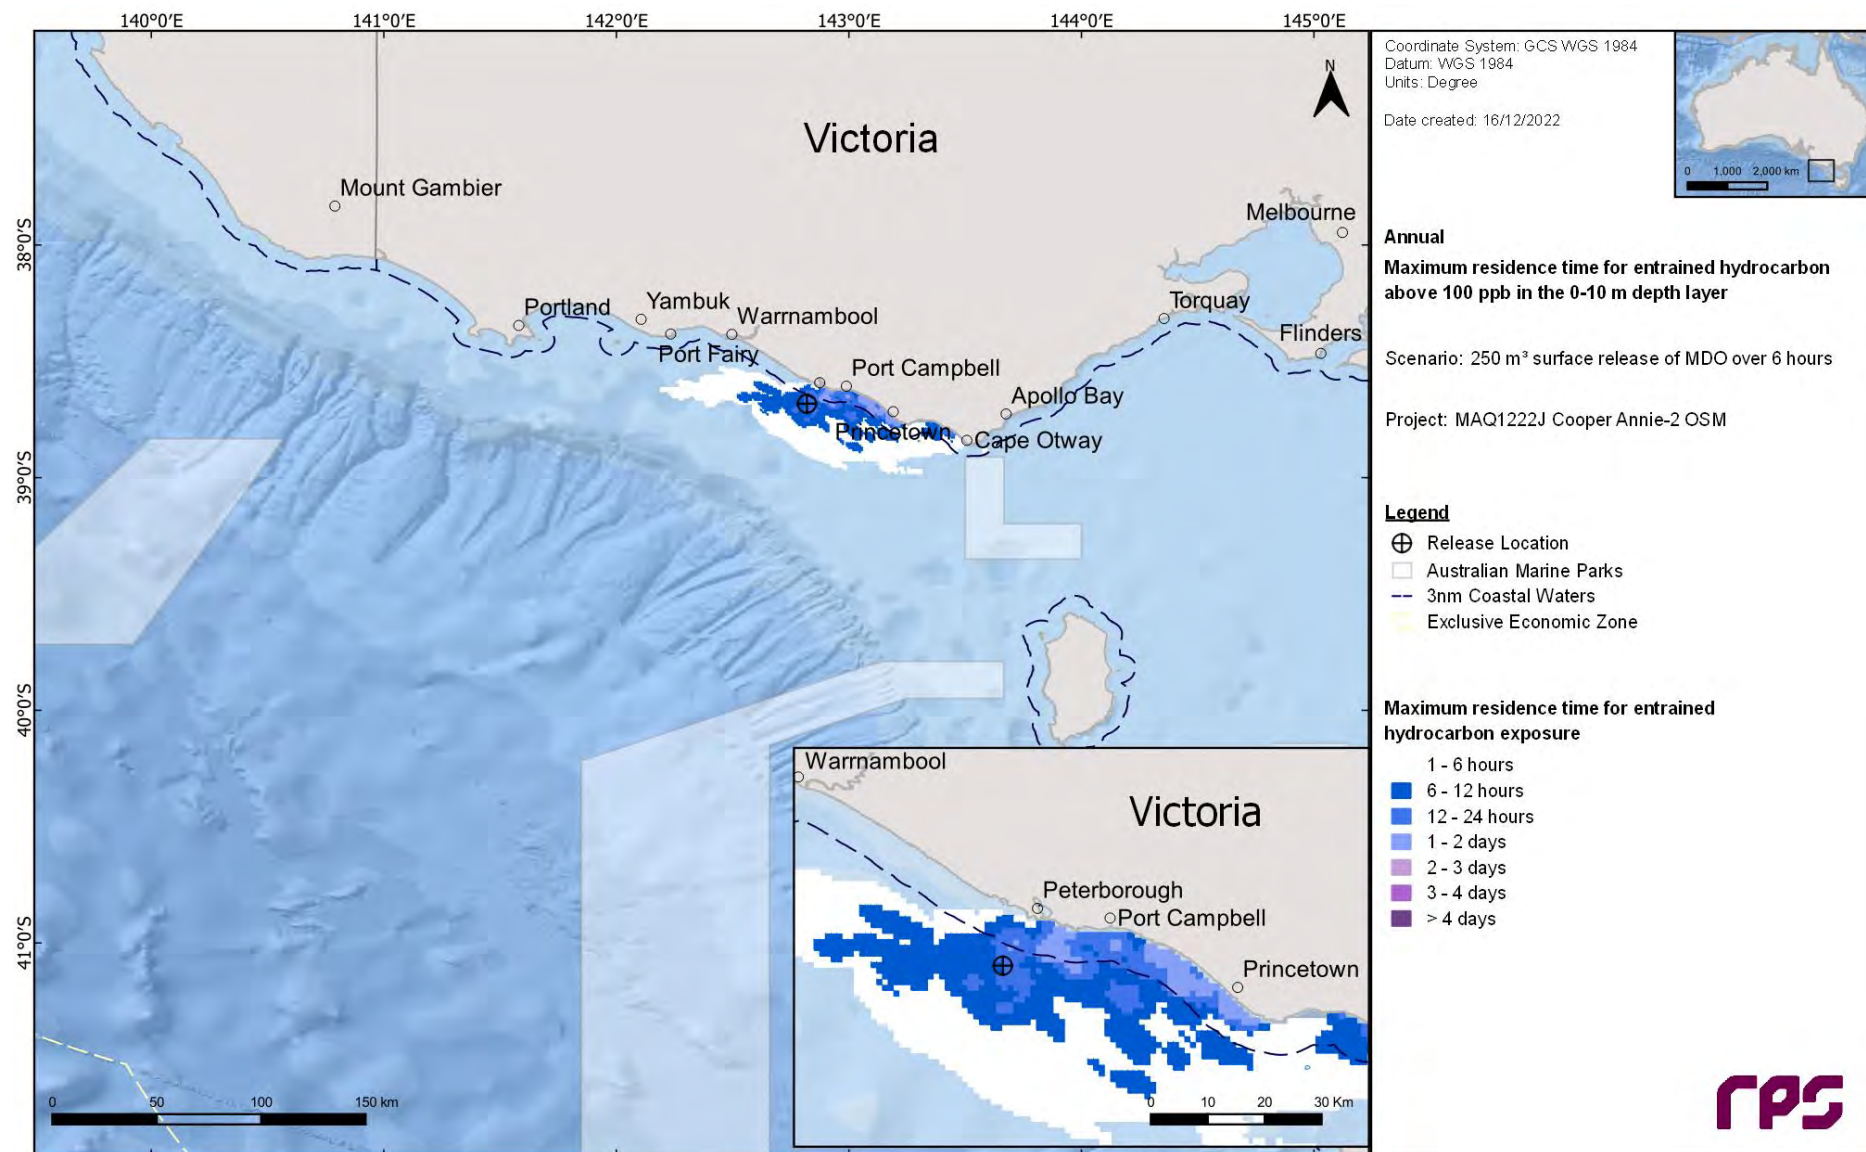 140°0'E 141°0'E 142°0'E 143°0'E 144°0'E 145°0'E
38°0'S
39°0'S
40°0'S
41°0'S
N
Victoria
Mount Gambier
Melbourne
Portland
Yambuk
Warrnambool
Port Fairy
Torquay
Flinders
Port Campbell
Apollo Bay
Princetown
Cape Otway
0 50 100 150 km
Warrnambool
Victoria
Peterborough
Port Campbell
Princetown
0 10 20 30 Km
Coordinate System: GCS WGS 1984
Datum: WGS 1984
Units: Degree
Date created: 16/12/2022
0 1,000 2,000 km
Annual
Maximum residence time for entrained hydrocarbon
above 100 ppb in the 0-10 m depth layer
Scenario: 250 m³ surface release of MDO over 6 hours
Project: MAQ1222J Cooper Annie-2 OSM
Legend
Release Location
Australian Marine Parks
3nm Coastal Waters
Exclusive Economic Zone
Maximum residence time for entrained
hydrocarbon exposure
1 - 6 hours
6 - 12 hours
12 - 24 hours
1 - 2 days
2 - 3 days
3 - 4 days
> 4 days
rps